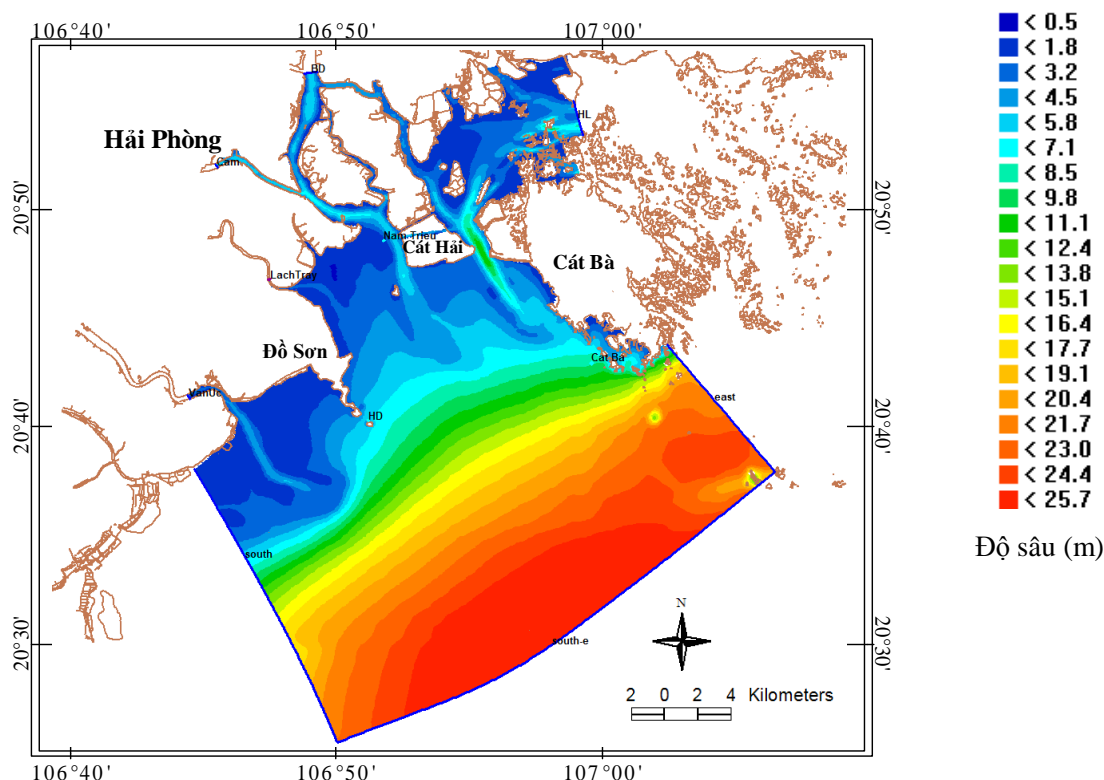 106°40' 106°50' 107°00'
BD
HL
Hải Phòng
Cam
20°50' 20°50'
Nam Trieu
Cát Hải
Cát Bà
LachTray
Đồ Sơn
Cat Ba
VanUc
HD
east
20°40' 20°40'
south
south-e
20°30' 20°30'
N
2 0 2 4 Kilometers
106°40' 106°50' 107°00'
< 0.5
< 1.8
< 3.2
< 4.5
< 5.8
< 7.1
< 8.5
< 9.8
< 11.1
< 12.4
< 13.8
< 15.1
< 16.4
< 17.7
< 19.1
< 20.4
< 21.7
< 23.0
< 24.4
< 25.7
Độ sâu (m)